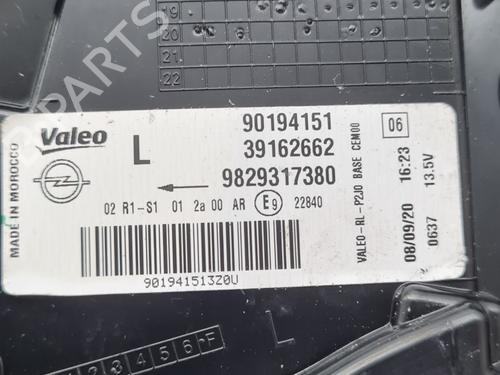 19
20
21
22
MADE IN MOROCCO
Valeo
L
90194151
39162662
9829317380
02 R1-S1 01 2a 00 AR E9 22840
901941513Z0U
VALEO-RL-P2JO BASE CEM00
06
08/09/20 16:23
0637 13.5V
L
2 3 4 5 6 F
PARTS